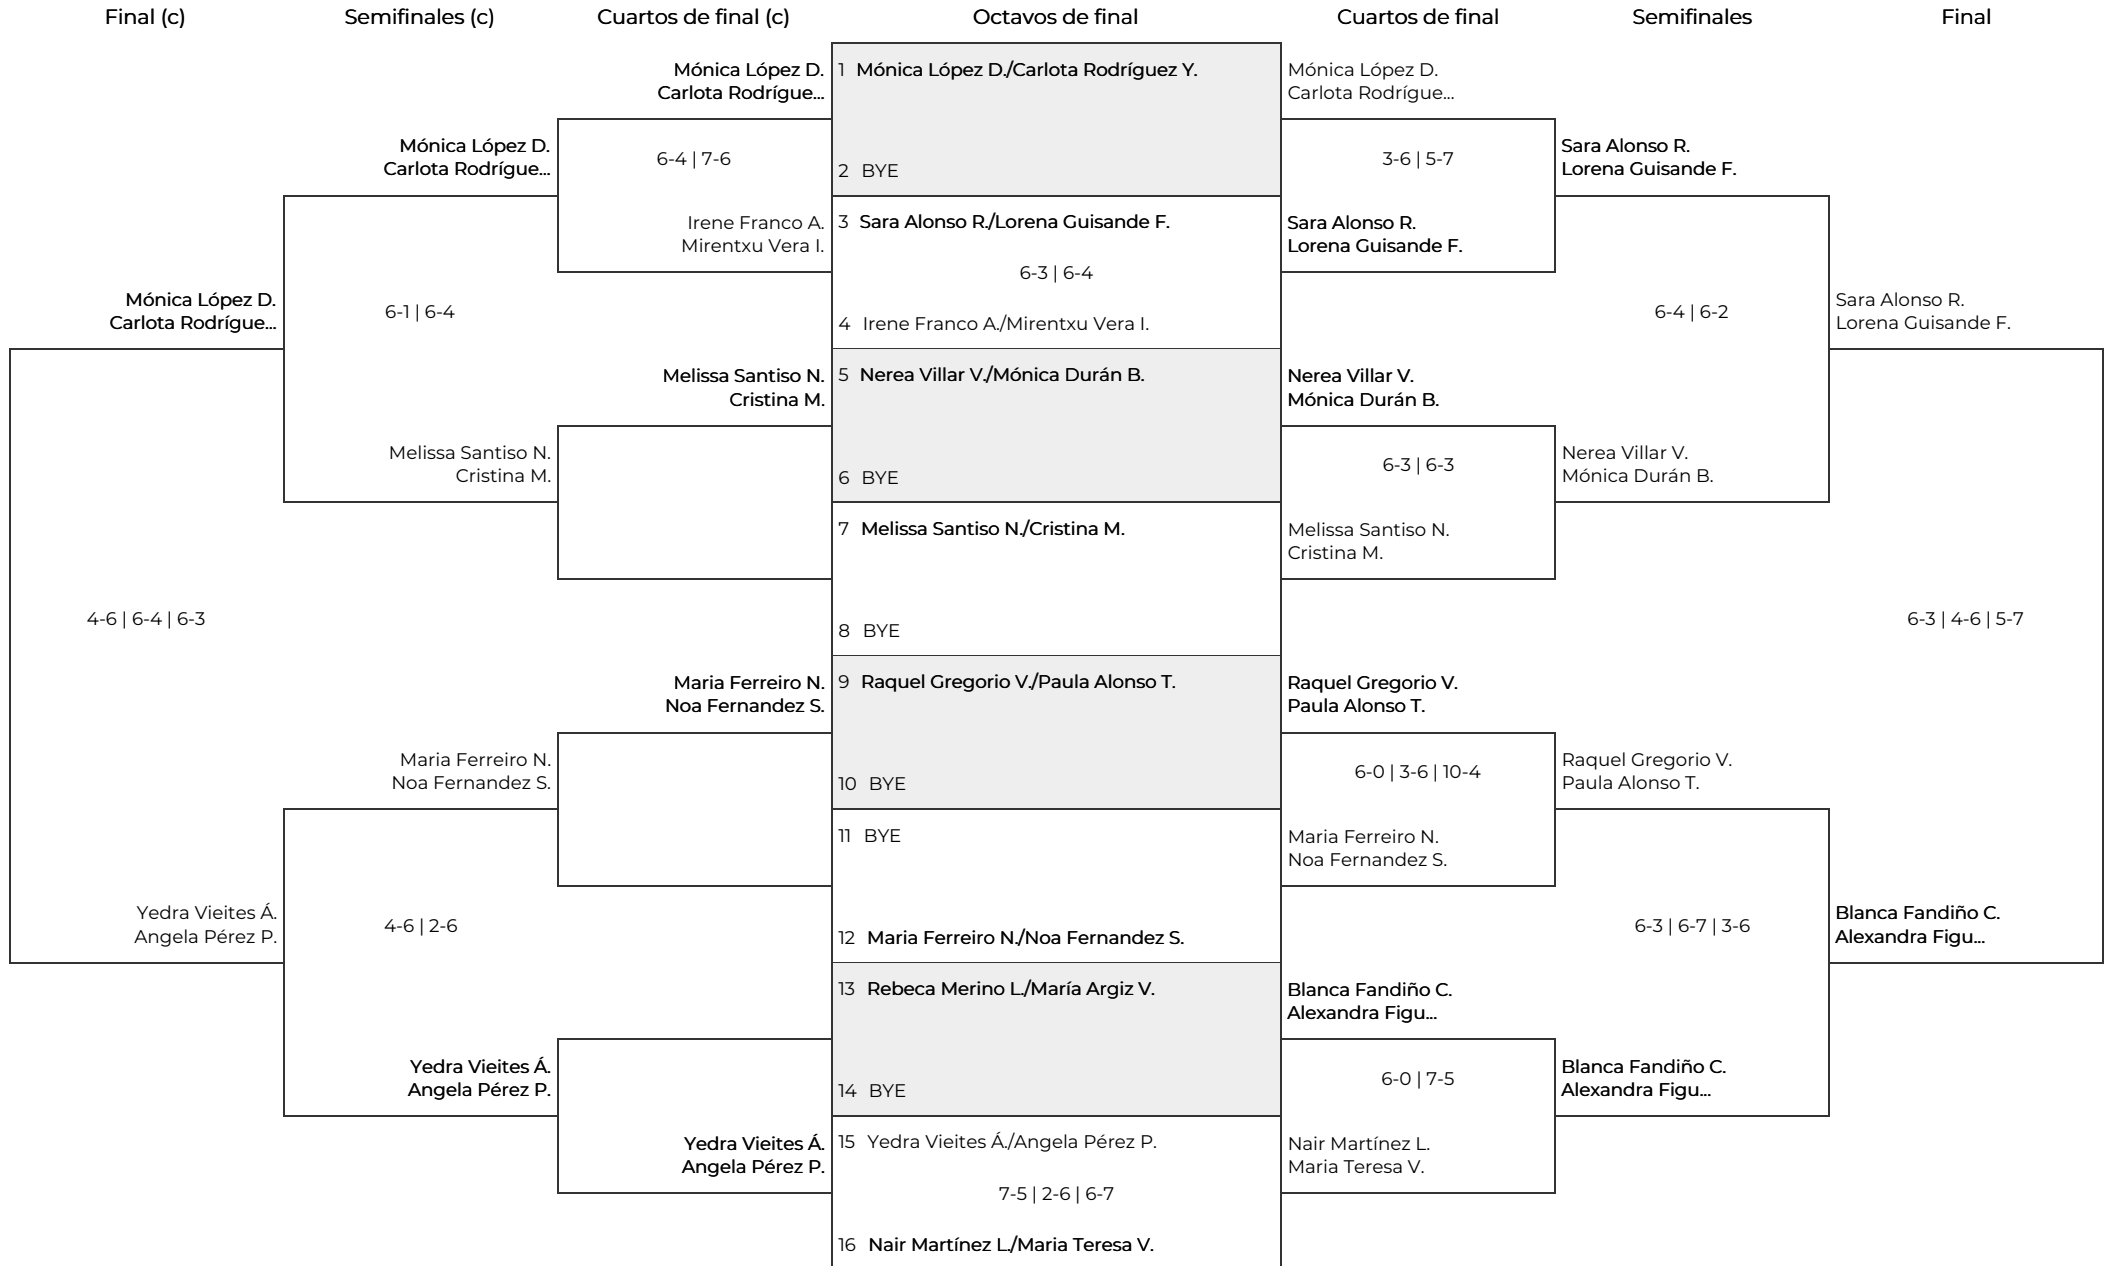 Final (c)
Semifinales (c)
Cuartos de final (c)
Octavos de final
Cuartos de final
Semifinales
Final
Mónica López D.
Carlota Rodrígue...
6-4 | 7-6
Irene Franco A.
Mirentxu Vera I.
Melissa Santiso N.
Cristina M.
Maria Ferreiro N.
Noa Fernandez S.
Yedra Vieites Á.
Angela Pérez P.
Mónica López D.
Carlota Rodrígue...
6-1 | 6-4
Melissa Santiso N.
Cristina M.
Maria Ferreiro N.
Noa Fernandez S.
4-6 | 2-6
Yedra Vieites Á.
Angela Pérez P.
Mónica López D.
Carlota Rodrígue...
4-6 | 6-4 | 6-3
Yedra Vieites Á.
Angela Pérez P.
1 Mónica López D./Carlota Rodríguez Y.
2 BYE
3 Sara Alonso R./Lorena Guisande F.
6-3 | 6-4
4 Irene Franco A./Mirentxu Vera I.
5 Nerea Villar V./Mónica Durán B.
6 BYE
7 Melissa Santiso N./Cristina M.
8 BYE
9 Raquel Gregorio V./Paula Alonso T.
10 BYE
11 BYE
12 Maria Ferreiro N./Noa Fernandez S.
13 Rebeca Merino L./María Argiz V.
14 BYE
15 Yedra Vieites Á./Angela Pérez P.
7-5 | 2-6 | 6-7
16 Nair Martínez L./Maria Teresa V.
Mónica López D.
Carlota Rodrígue...
3-6 | 5-7
Sara Alonso R.
Lorena Guisande F.
Nerea Villar V.
Mónica Durán B.
6-3 | 6-3
Melissa Santiso N.
Cristina M.
Raquel Gregorio V.
Paula Alonso T.
6-0 | 3-6 | 10-4
Maria Ferreiro N.
Noa Fernandez S.
Blanca Fandiño C.
Alexandra Figu...
6-0 | 7-5
Nair Martínez L.
Maria Teresa V.
Sara Alonso R.
Lorena Guisande F.
6-4 | 6-2
Nerea Villar V.
Mónica Durán B.
Raquel Gregorio V.
Paula Alonso T.
6-3 | 6-7 | 3-6
Blanca Fandiño C.
Alexandra Figu...
Sara Alonso R.
Lorena Guisande F.
6-3 | 4-6 | 5-7
Blanca Fandiño C.
Alexandra Figu...